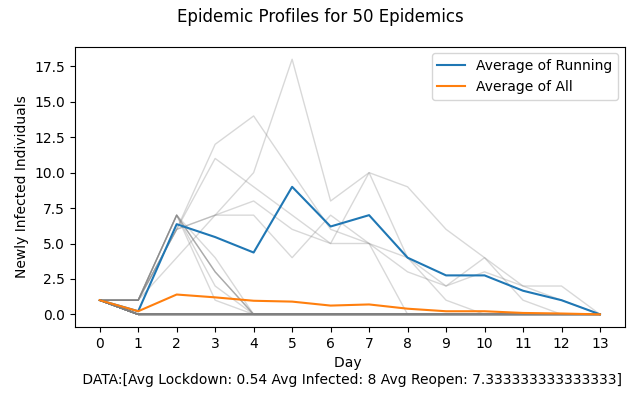 Epidemic Profiles for 50 Epidemics
Newly Infected Individuals
17.5
15.0
12.5
10.0
7.5
5.0
2.5
0.0
Average of Running
Average of All
0 1 2 3 4 5 6 7 8 9 10 11 12 13
Day
DATA:[Avg Lockdown: 0.54 Avg Infected: 8 Avg Reopen: 7.333333333333333]